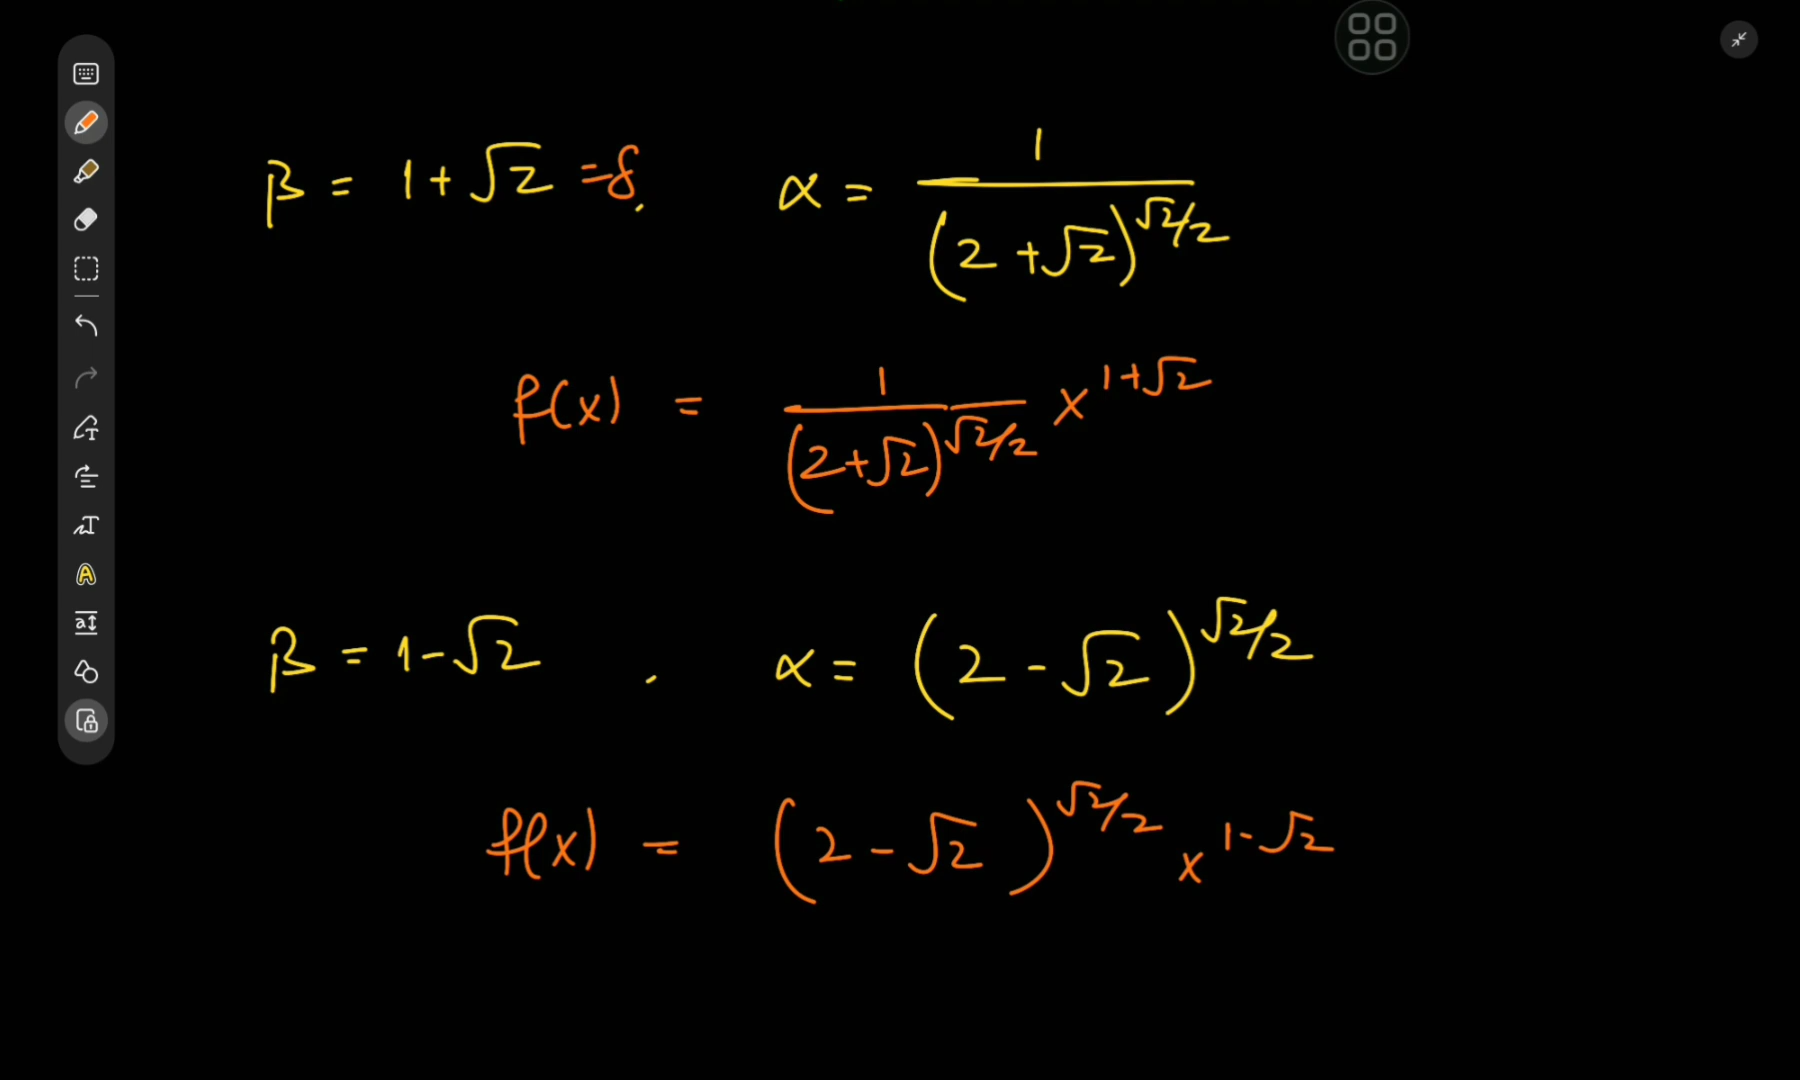 β = 1+√2 =δ. α = 1/(2+√2)^(√2/2)
f(x) = 1/(2+√2)^(√2/2) x^(1+√2)
β = 1-√2 . α = (2-√2)^(√2/2)
f(x) = (2-√2)^(√2/2) x^(1-√2)